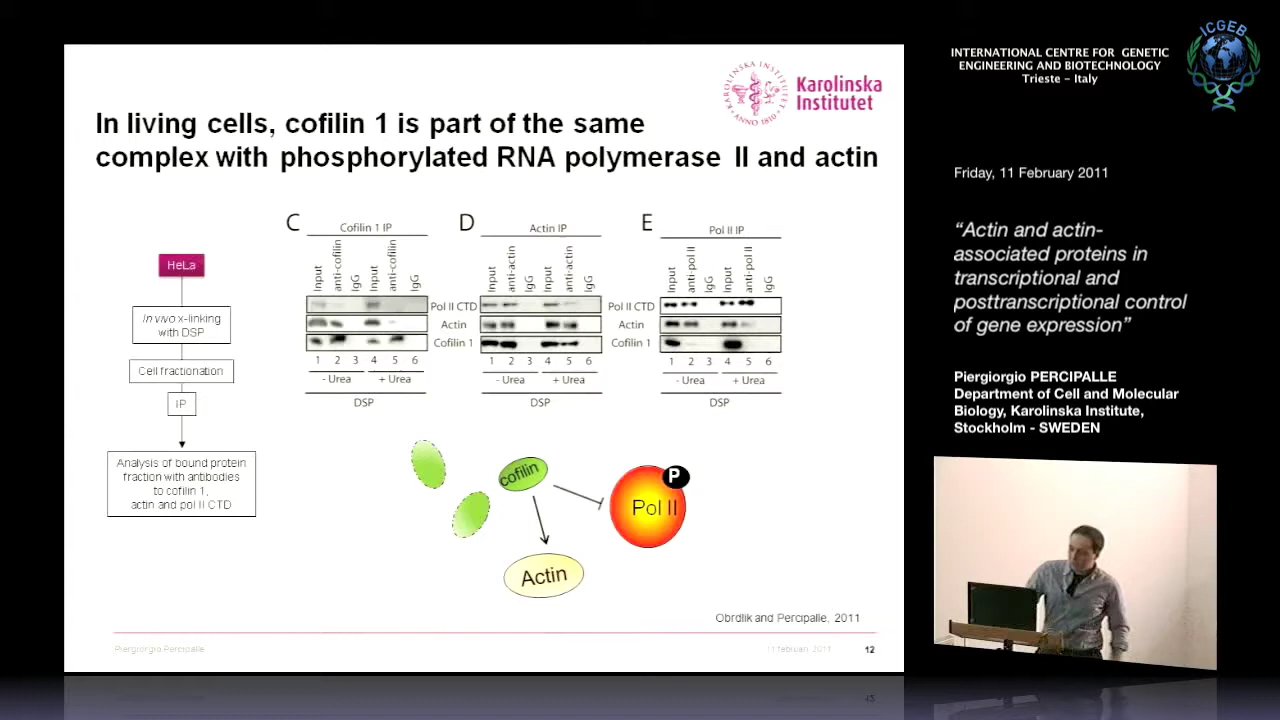 Karolinska
Institutet
KAROLINSKA INSTITUTET
ANNO 1810
In living cells, cofilin 1 is part of the same
complex with phosphorylated RNA polymerase II and actin
HeLa
In vivo x-linking
with DSP
Cell fractionation
IP
Analysis of bound protein
fraction with antibodies
to cofilin 1,
actin and pol II CTD
C
Cofilin 1 IP
Input
anti-cofilin
IgG
Input
anti-cofilin
IgG
Pol II CTD
Actin
Cofilin 1
1 2 3 4 5 6
- Urea + Urea
DSP
D
Actin IP
Input
anti-actin
IgG
Input
anti-actin
IgG
1 2 3 4 5 6
- Urea + Urea
DSP
E
Pol II IP
Input
anti-pol II
IgG
Input
anti-pol II
IgG
Pol II CTD
Actin
Cofilin 1
1 2 3 4 5 6
- Urea + Urea
DSP
cofilin
P
Pol II
Actin
Obrdlik and Percipalle, 2011
Piergiorgio Percipalle
11 februari, 2011
12
INTERNATIONAL CENTRE FOR GENETIC
ENGINEERING AND BIOTECHNOLOGY
Trieste - Italy
ICGEB
Friday, 11 February 2011
“Actin and actin-
associated proteins in
transcriptional and
posttranscriptional control
of gene expression”
Piergiorgio PERCIPALLE
Department of Cell and Molecular
Biology, Karolinska Institute,
Stockholm - SWEDEN